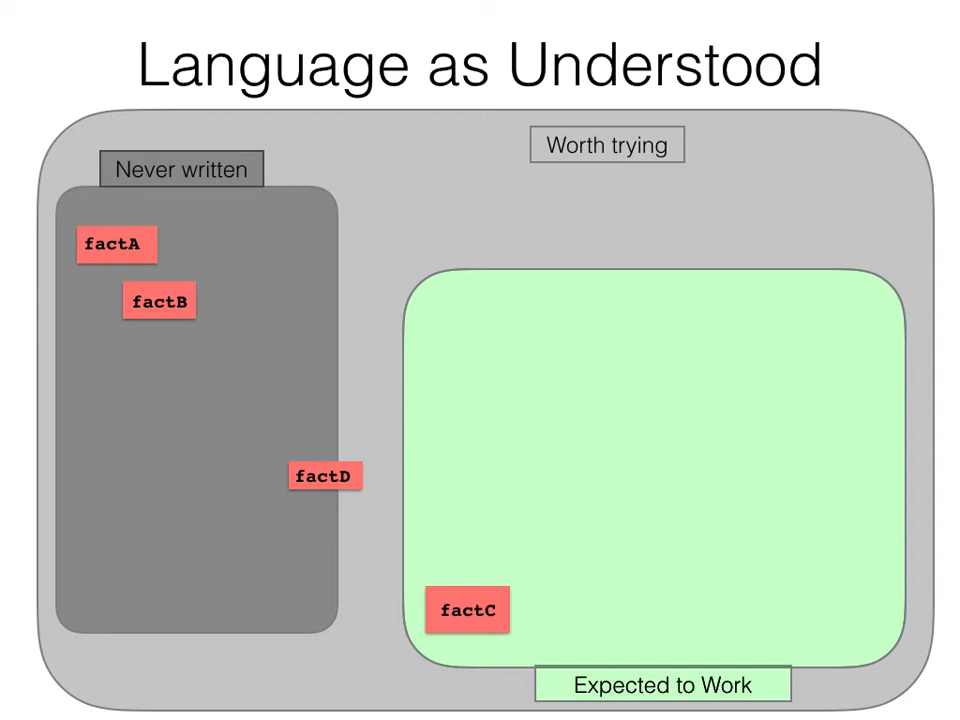 Language as Understood
Worth trying
Never written
factA
factB
factD
factC
Expected to Work